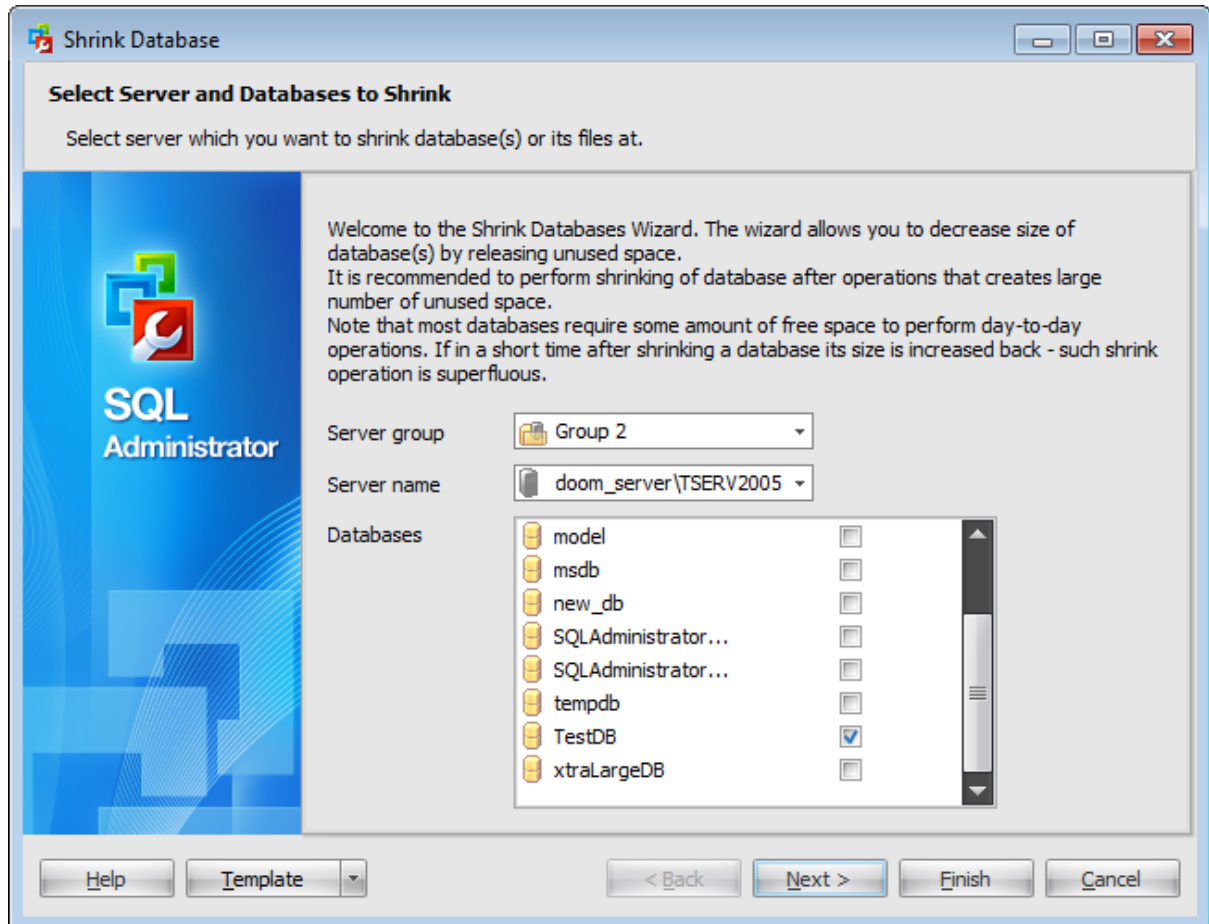 Shrink Database
Select Server and Databases to Shrink
Select server which you want to shrink database(s) or its files at.
SQL
Administrator
Welcome to the Shrink Databases Wizard. The wizard allows you to decrease size of
database(s) by releasing unused space.
It is recommended to perform shrinking of database after operations that creates large
number of unused space.
Note that most databases require some amount of free space to perform day-to-day
operations. If in a short time after shrinking a database its size is increased back - such shrink
operation is superfluous.
Server group Group 2
Server name doom_server\TSERV2005
Databases
model
msdb
new_db
SQLAdministrator...
SQLAdministrator...
tempdb
TestDB
xtraLargeDB
Help Template < Back Next > Finish Cancel